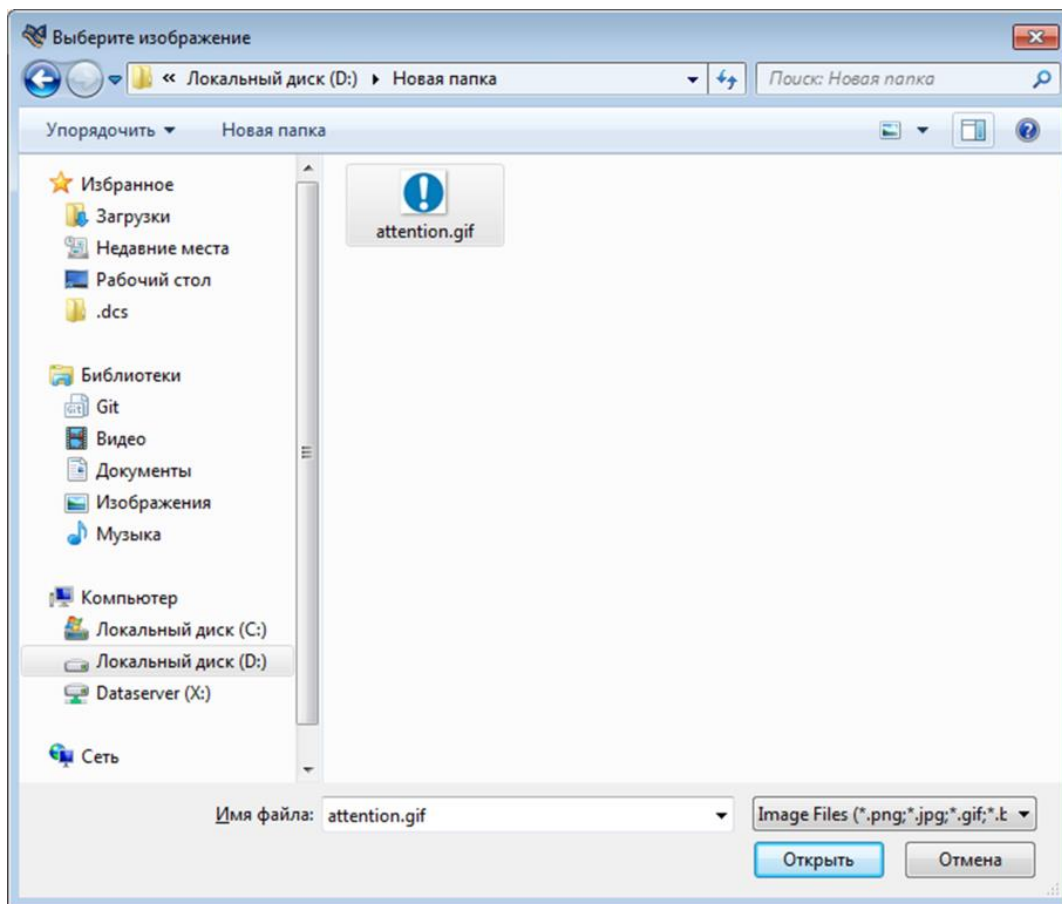 Выберите изображение
« Локальный диск (D:) Новая папка
Поиск: Новая папка
Упорядочить Новая папка
Избранное
Загрузки
Недавние места
Рабочий стол
.dcs
Библиотеки
Git
Видео
Документы
Изображения
Музыка
Компьютер
Локальный диск (C:)
Локальный диск (D:)
Dataserver (X:)
Сеть
attention.gif
Имя файла: attention.gif
Image Files (*.png;*.jpg;*.gif;*.b
Открыть Отмена